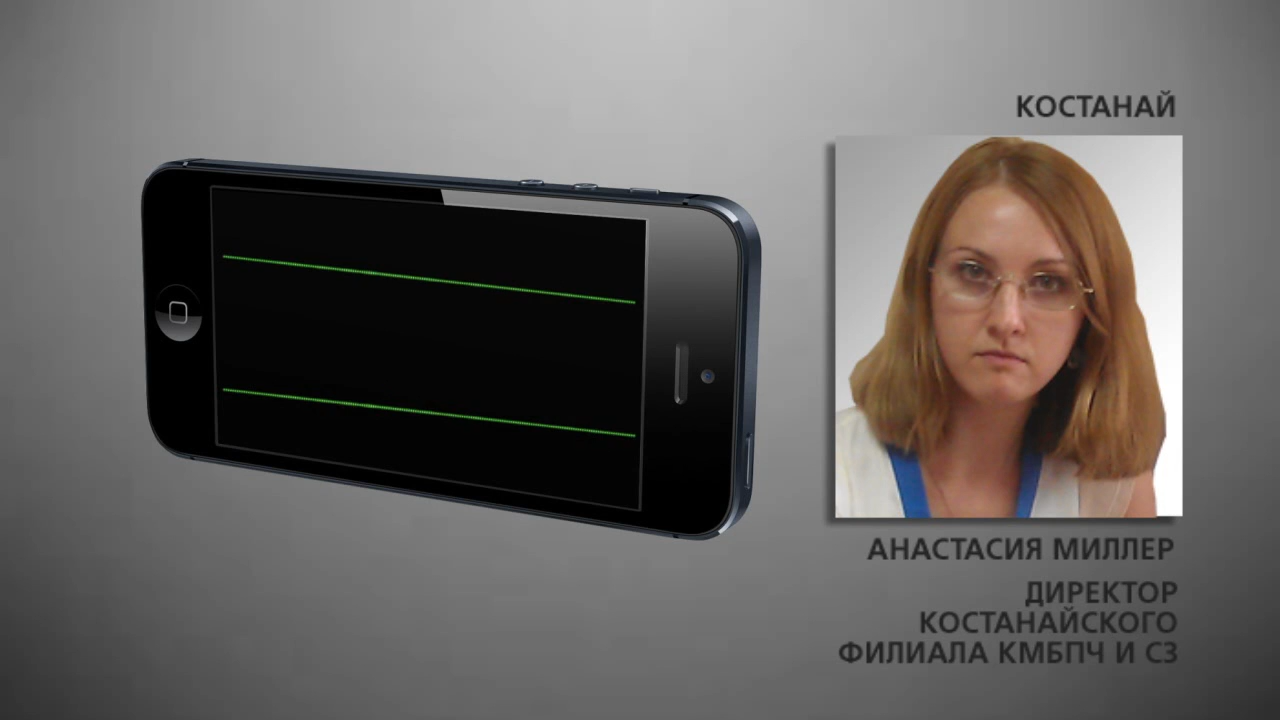 КОСТАНАЙ
АНАСТАСИЯ МИЛЛЕР
ДИРЕКТОР
КОСТАНАЙСКОГО
ФИЛИАЛА КМБПЧ И СЗ